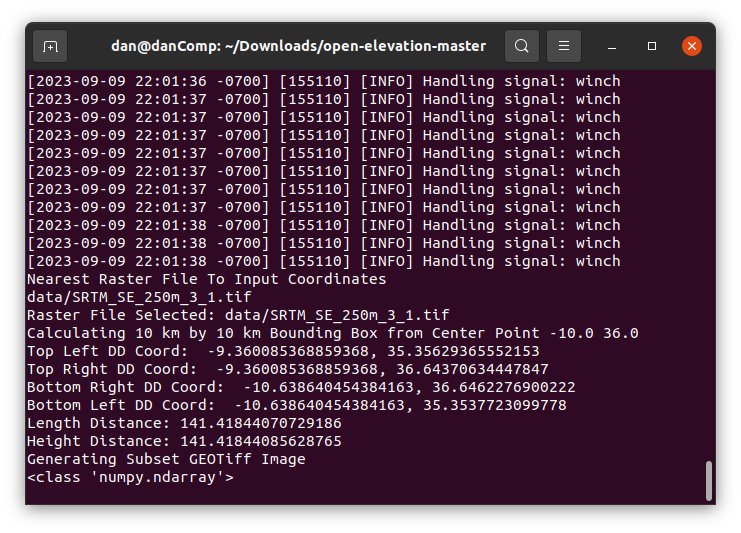 dan@danComp: ~/Downloads/open-elevation-master
[2023-09-09 22:01:36 -0700] [155110] [INFO] Handling signal: winch
[2023-09-09 22:01:37 -0700] [155110] [INFO] Handling signal: winch
[2023-09-09 22:01:37 -0700] [155110] [INFO] Handling signal: winch
[2023-09-09 22:01:37 -0700] [155110] [INFO] Handling signal: winch
[2023-09-09 22:01:37 -0700] [155110] [INFO] Handling signal: winch
[2023-09-09 22:01:37 -0700] [155110] [INFO] Handling signal: winch
[2023-09-09 22:01:37 -0700] [155110] [INFO] Handling signal: winch
[2023-09-09 22:01:37 -0700] [155110] [INFO] Handling signal: winch
[2023-09-09 22:01:38 -0700] [155110] [INFO] Handling signal: winch
[2023-09-09 22:01:38 -0700] [155110] [INFO] Handling signal: winch
[2023-09-09 22:01:38 -0700] [155110] [INFO] Handling signal: winch
Nearest Raster File To Input Coordinates
data/SRTM_SE_250m_3_1.tif
Raster File Selected: data/SRTM_SE_250m_3_1.tif
Calculating 10 km by 10 km Bounding Box from Center Point -10.0 36.0
Top Left DD Coord:  -9.360085368859368, 35.35629365552153
Top Right DD Coord:  -9.360085368859368, 36.64370634447847
Bottom Right DD Coord:  -10.638640454384163, 36.6462276900222
Bottom Left DD Coord:  -10.638640454384163, 35.3537723099778
Length Distance: 141.41844070729186
Height Distance: 141.41844085628765
Generating Subset GEOTiff Image
<class 'numpy.ndarray'>